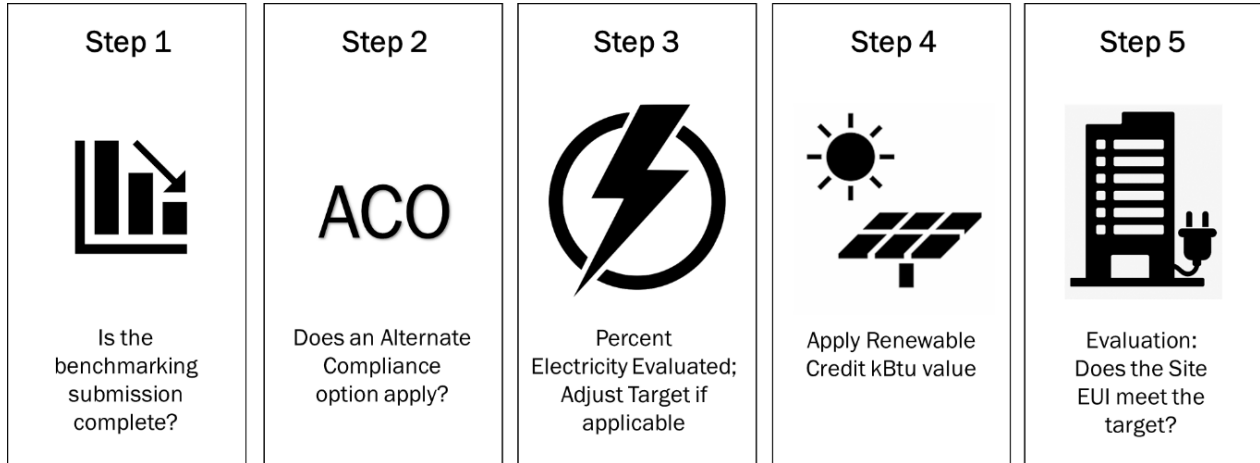 Step 1
Is the
benchmarking
submission
complete?
Step 2
ACO
Does an Alternate
Compliance
option apply?
Step 3
Percent
Electricity Evaluated;
Adjust Target if
applicable
Step 4
Apply Renewable
Credit kBtu value
Step 5
Evaluation:
Does the Site
EUI meet the
target?